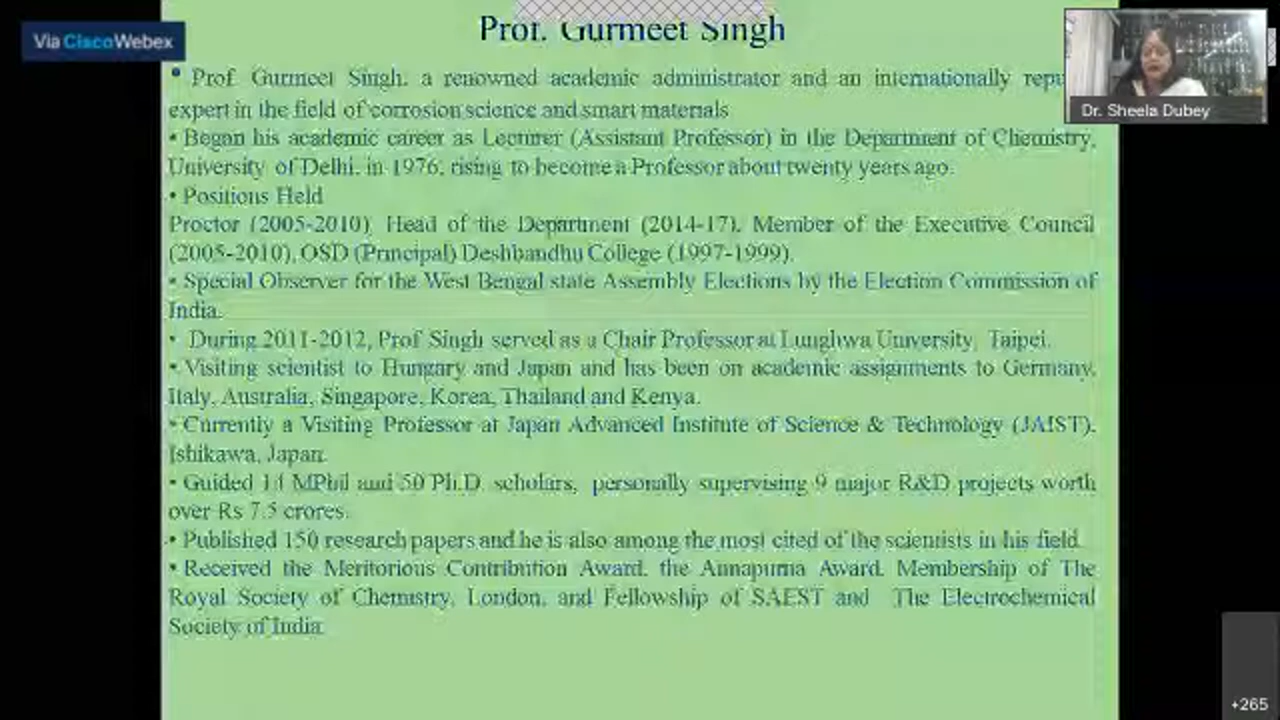 Prof. Gurmeet Singh
Via CiscoWebex
• Prof. Gurmeet Singh, a renowned academic administrator and an internationally
expert in the field of corrosion science and smart materials
Dr. Sheela Dubey
• Began his academic career as Lecturer (Assistant Professor) in the Department of Chemistry,
University of Delhi, in 1976, rising to become a Professor about twenty years ago.
• Positions Held
Proctor (2005-2010), Head of the Department (2014-17), Member of the Executive Council
(2005-2010), OSD (Principal) Deshbandhu College (1997-1999).
• Special Observer for the West Bengal state Assembly Elections by the Election Commission of
India.
• During 2011-2012, Prof Singh served as a Chair Professor at Lunghwa University, Taipei.
• Visiting scientist to Hungary and Japan and has been on academic assignments to Germany,
Italy, Australia, Singapore, Korea, Thailand and Kenya.
• Currently a Visiting Professor at Japan Advanced Institute of Science & Technology (JAIST),
Ishikawa, Japan.
• Guided MPhil and 50 Ph.D. scholars, personally supervising 9 major R&D projects worth
over Rs 7.5 crores.
• Published 150 research papers and he is also among the most cited of the scientists in his field.
• Received the Meritorious Contribution Award, the Annapurna Award, Membership of The
Royal Society of Chemistry, London, and Fellowship of SAEST and The Electrochemical
Society of India
+265